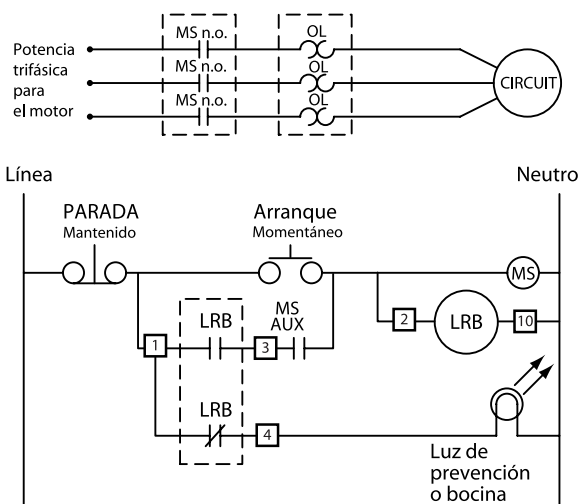 MS n.o.
OL
Potencia
trifásica
para
el motor
MS n.o.
OL
MS n.o.
OL
CIRCUIT
Línea
Neutro
PARADA
Mantenido
Arranque
Momentáneo
MS
LRB
MS
AUX
1
3
2
LRB
10
LRB
4
Luz de
prevención
o bocina